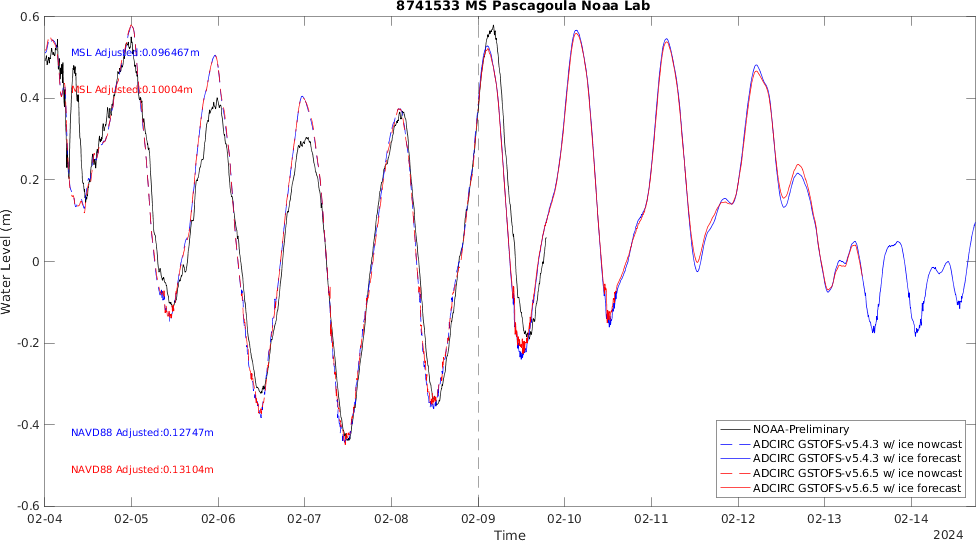 8741533 MS Pascagoula Noaa Lab
0.6
0.4
0.2
0
-0.2
-0.4
-0.6
Water Level (m)
MSL Adjusted:0.096467m
MSL Adjusted:0.10004m
NAVD88 Adjusted:0.12747m
NAVD88 Adjusted:0.13104m
NOAA-Preliminary
ADCIRC GSTOFS-v5.4.3 w/ ice nowcast
ADCIRC GSTOFS-v5.4.3 w/ ice forecast
ADCIRC GSTOFS-v5.6.5 w/ ice nowcast
ADCIRC GSTOFS-v5.6.5 w/ ice forecast
02-04 02-05 02-06 02-07 02-08 02-09 02-10 02-11 02-12 02-13 02-14
Time
2024